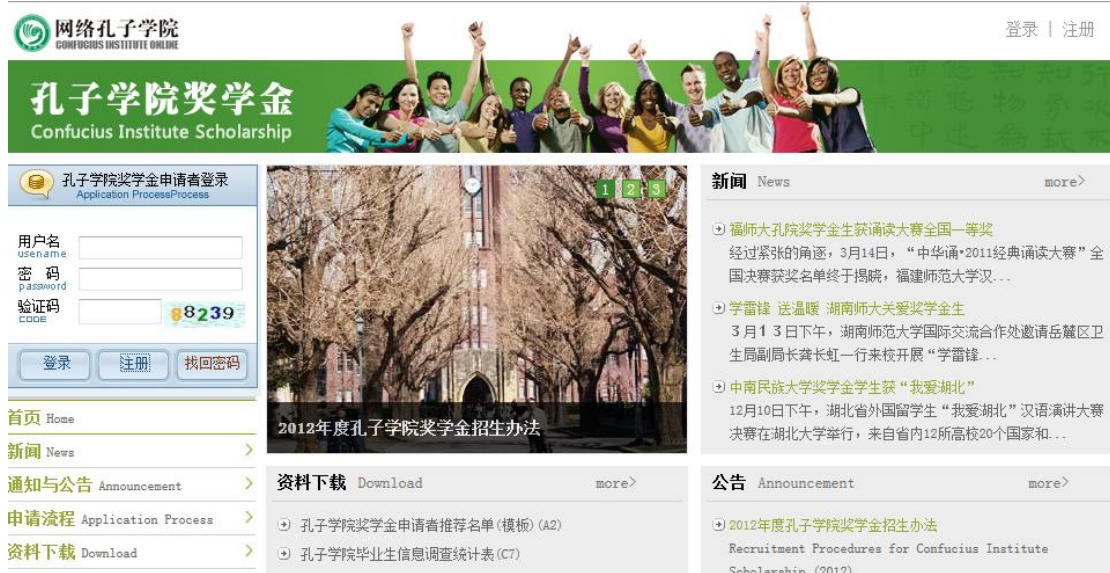 网络孔子学院
CONFUCIUS INSTITUTE ONLINE
登录 | 注册
孔子学院奖学金
Confucius Institute Scholarship
孔子学院奖学金申请者登录
Application ProcessProcess
用户名
usename
密 码
password
验证码
CODE
88239
登录 注册 找回密码
首页 Home
新闻 News
通知与公告 Announcement
申请流程 Application Process
资料下载 Download
1 2 3
2012年度孔子学院奖学金招生办法
资料下载 Download more>
孔子学院奖学金申请者推荐名单(模板)(A2)
孔子学院毕业生信息调查统计表(C7)
新闻 News more>
福师大孔院奖学金生获诵读大赛全国一等奖
经过紧张的角逐，3月14日，“中华诵•2011经典诵读大赛”全
国决赛获奖名单终于揭晓，福建师范大学汉...
学雷锋 送温暖 湖南师大关爱奖学金生
３月１３日下午，湖南师范大学国际交流合作处邀请岳麓区卫
生局副局长龚长虹一行来校开展“学雷锋...
中南民族大学奖学金学生获“我爱湖北”
12月10日下午，湖北省外国留学生“我爱湖北”汉语演讲大赛
决赛在湖北大学举行，来自省内12所高校20个国家和...
公告 Announcement more>
2012年度孔子学院奖学金招生办法
Recruitment Procedures for Confucius Institute
Scholarship (2012)